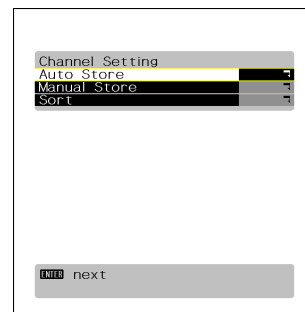 Channel Setting
Auto Store
Manual Store
Sort
ENTER next